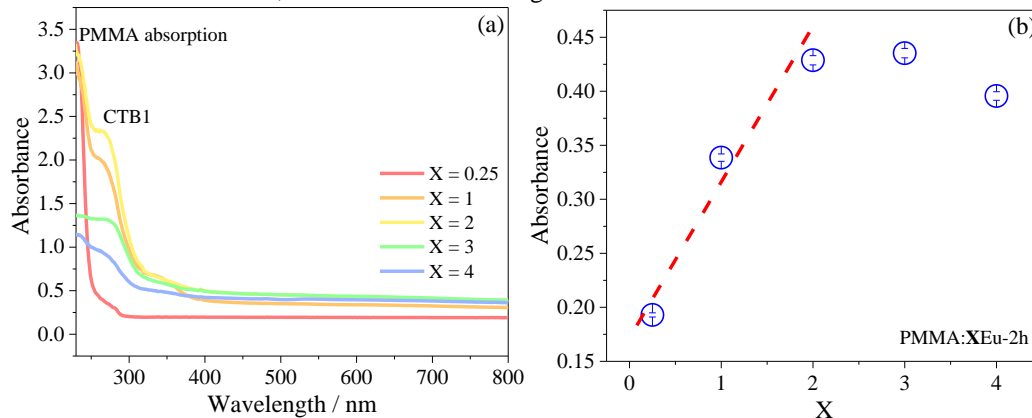 (a)
PMMA absorption
CTB1
X = 0.25
X = 1
X = 2
X = 3
X = 4
3.5
3.0
2.5
2.0
1.5
1.0
0.5
0.0
Absorbance
300
400
500
600
700
800
Wavelength / nm
(b)
0.45
0.40
0.35
0.30
0.25
0.20
0.15
Absorbance
PMMA:XEu-2h
0
1
2
3
4
X